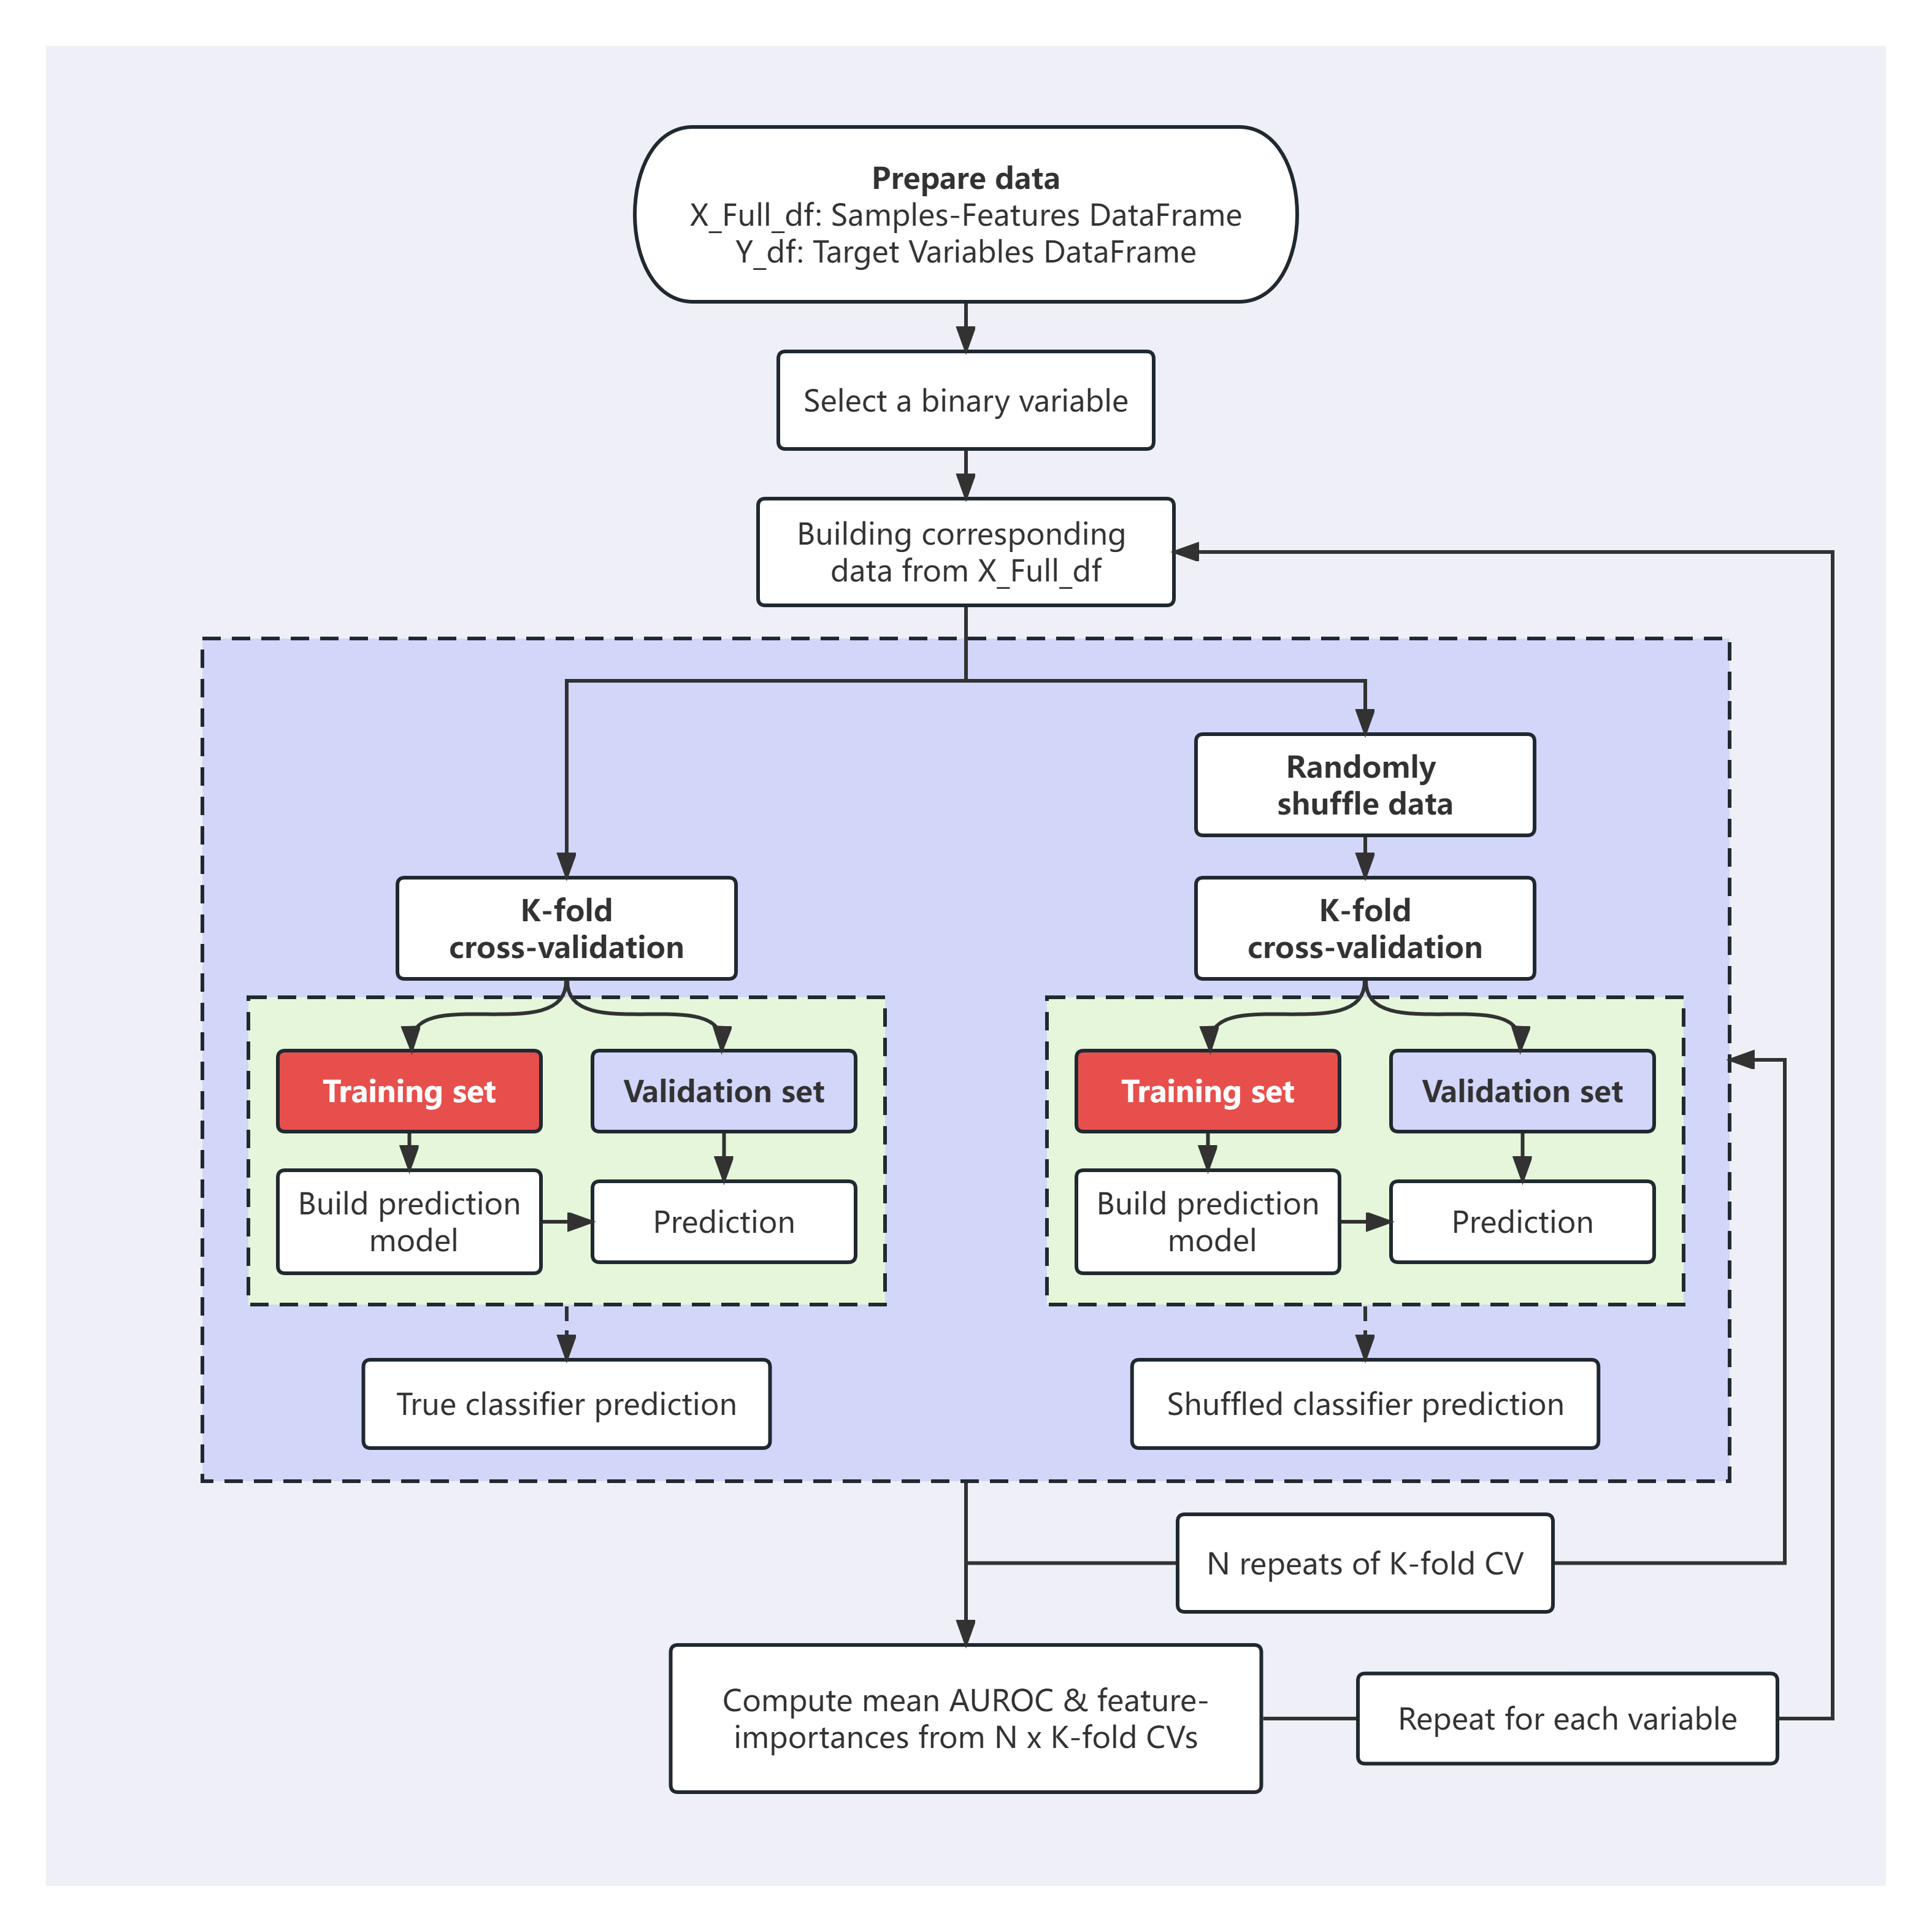 Prepare data
X_Full_df: Samples-Features DataFrame
Y_df: Target Variables DataFrame
Select a binary variable
Building corresponding
data from X_Full_df
Randomly
shuffle data
K-fold
cross-validation
K-fold
cross-validation
Training set
Validation set
Build prediction
model
Prediction
Training set
Validation set
Build prediction
model
Prediction
True classifier prediction
Shuffled classifier prediction
N repeats of K-fold CV
Compute mean AUROC & feature-
importances from N x K-fold CVs
Repeat for each variable